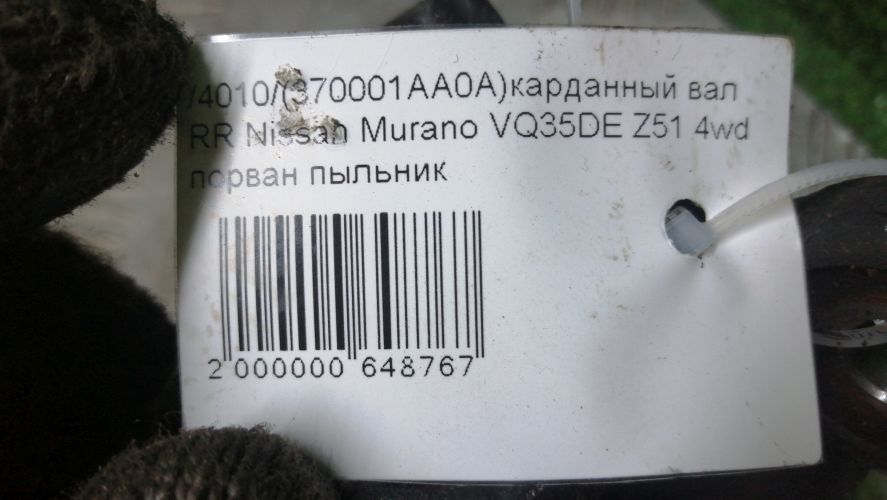 /4010/(370001AA0A)карданный вал
RR Nissan Murano VQ35DE Z51 4wd
порван пыльник
2 000000 648767